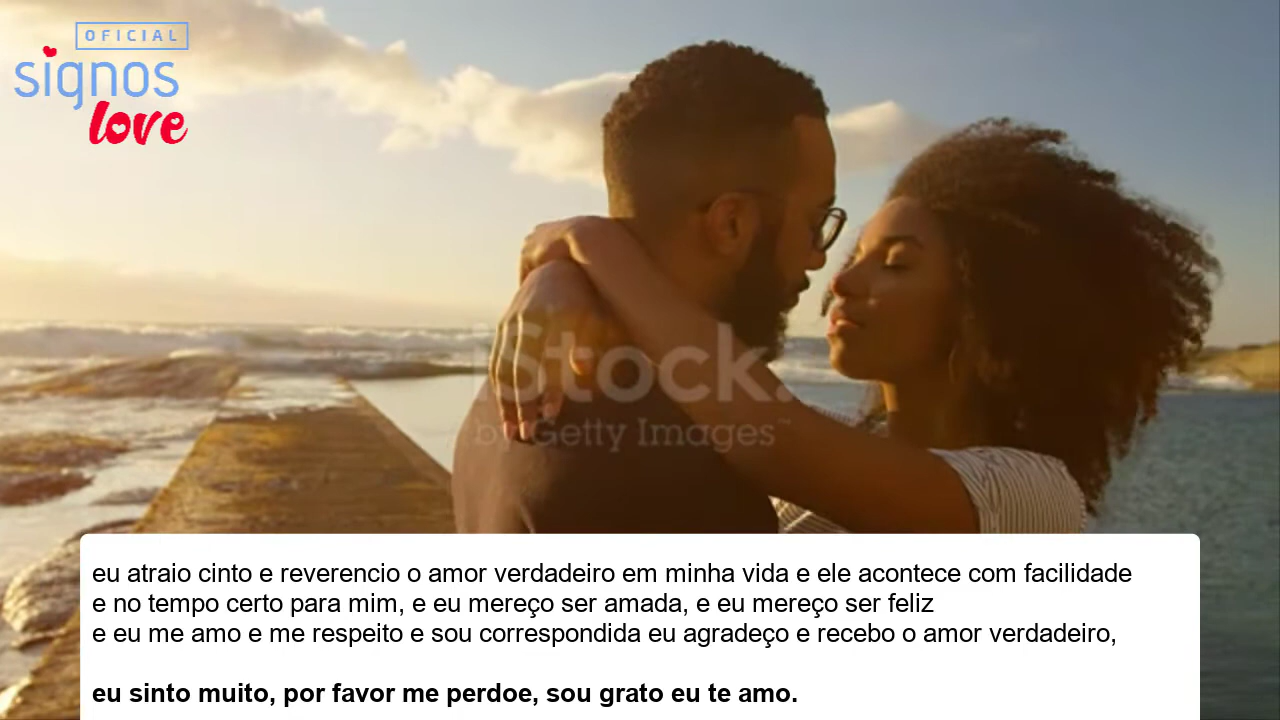 OFICIAL
signos
love
iStock.
by Getty Images™
eu atraio cinto e reverencio o amor verdadeiro em minha vida e ele acontece com facilidade
e no tempo certo para mim, e eu mereço ser amada, e eu mereço ser feliz
e eu me amo e me respeito e sou correspondida eu agradeço e recebo o amor verdadeiro,
eu sinto muito, por favor me perdoe, sou grato eu te amo.